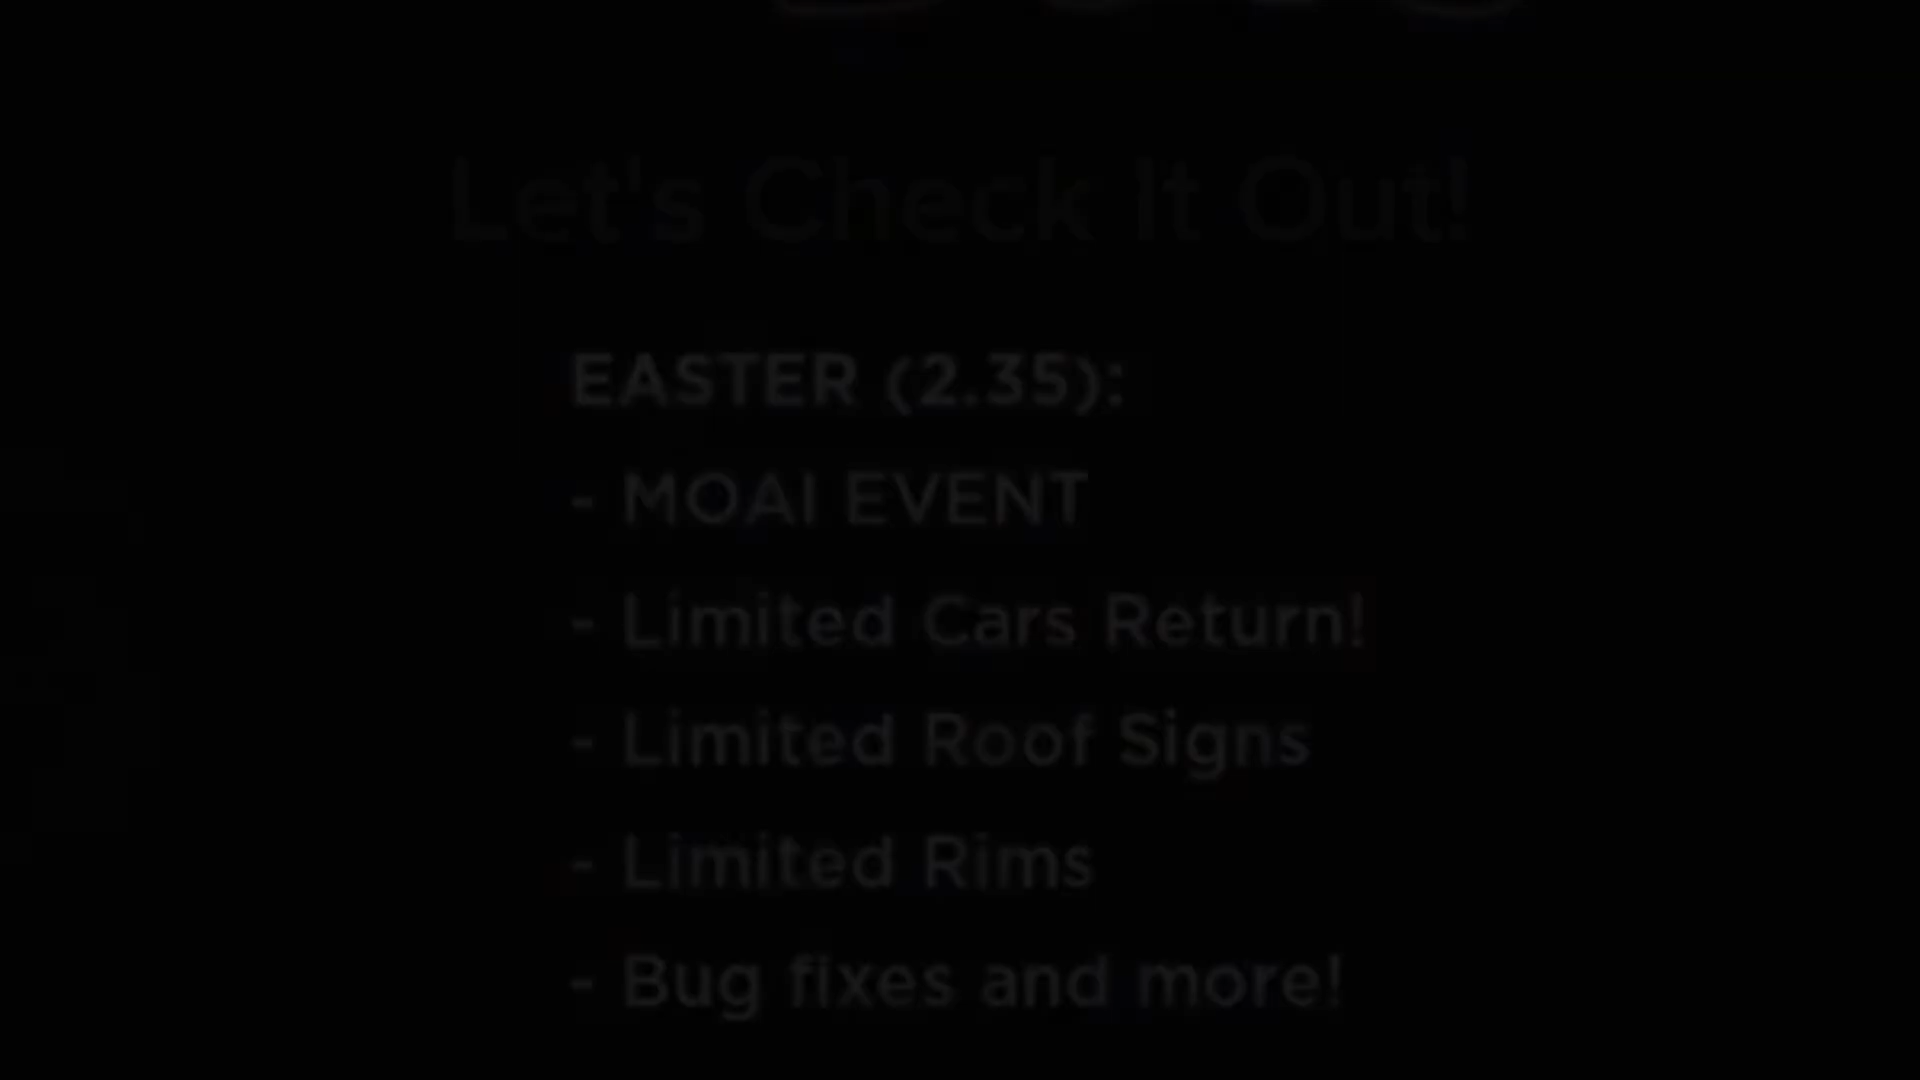 Let's Check It Out!
EASTER (2.35):
- MOAI EVENT
- Limited Cars Return!
- Limited Roof Signs
- Limited Rims
- Bug fixes and more!